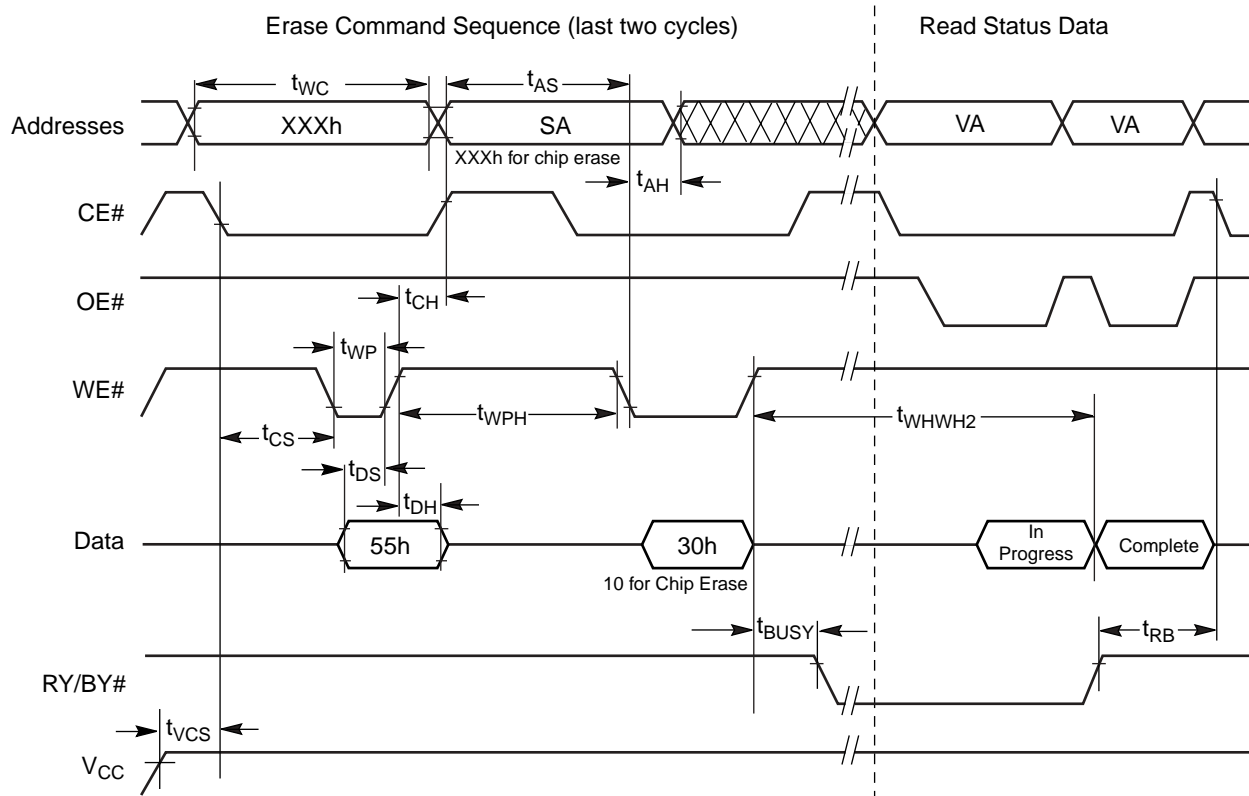 Erase Command Sequence (last two cycles) Read Status Data
tWC tAS
Addresses XXXh SA VA VA
XXXh for chip erase
tAH
CE#
OE#
tCH
tWP
WE#
tWPH tWHWH2
tCS
tDS
tDH
Data 55h 30h In Progress Complete
10 for Chip Erase
tBUSY tRB
RY/BY#
tVCS
VCC